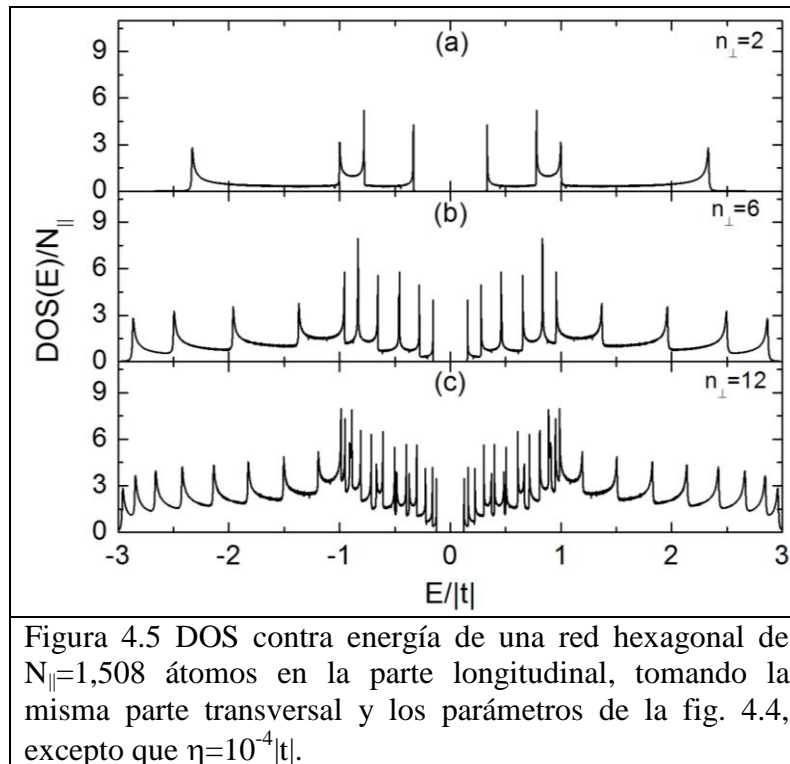 9
6
3
0
(a)
n⊥=2
9
6
3
0
(b)
n⊥=6
9
6
3
0
(c)
n⊥=12
DOS(E)/N||
-3 -2 -1 0 1 2 3
E/|t|
Figura 4.5 DOS contra energía de una red hexagonal de
N||=1,508 átomos en la parte longitudinal, tomando la
misma parte transversal y los parámetros de la fig. 4.4,
excepto que η=10⁻⁴|t|.